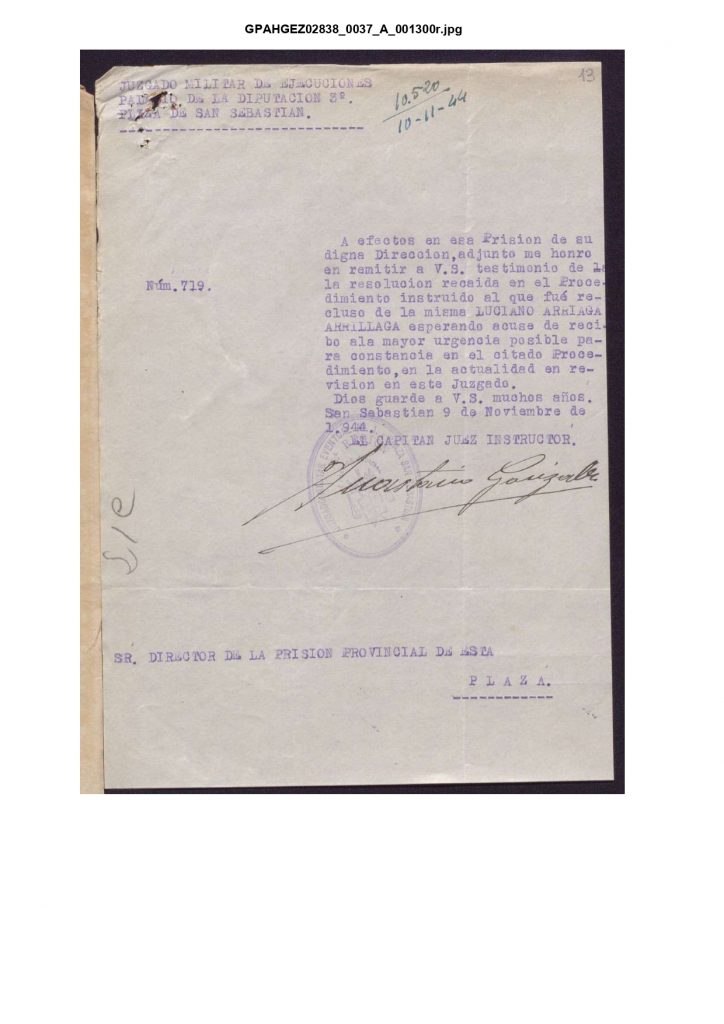 GPAHGEZ02838_0037_A_001300r.jpg
13
JUZGADO MILITAR DE EJECUCIONES
PALACIO DE LA DIPUTACION 3º.
PLAZA DE SAN SEBASTIAN.
10.520
10-11-44
A efectos en esa Prision de su
digna Direccion,adjunto me honro
en remitir a V.S. testimonio de la
Núm.719.
la resolucion recaida en el Proce-
dimiento instruido al que fué re-
cluso de la misma LUCIANO ARRIAGA
ARRILLAGA esperando acuse de reci-
bo ala mayor urgencia posible pa-
ra constancia en el citado Proce-
dimiento,en la actualidad en re-
vision en este Juzgado.
Dios guarde a V.S. muchos años.
San Sebastian 9 de Noviembre de
1.944.
EL CAPITAN JUEZ INSTRUCTOR.
Gonzalez
SR. DIRECTOR DE LA PRISION PROVINCIAL DE ESTA
P L A Z A.